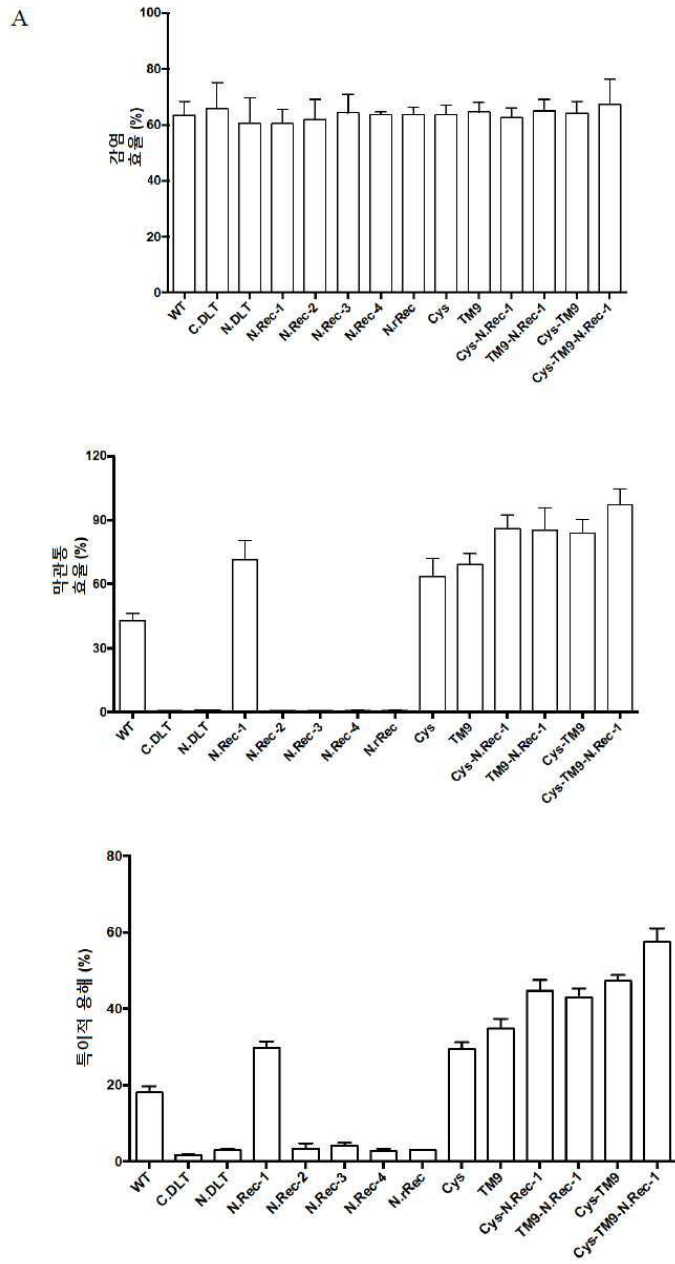 A
감염
효율 (%)
100
80
60
40
20
0
WT
C.DLT
N.DLT
N.Rec-1
N.Rec-2
N.Rec-3
N.Rec-4
N.rRec
Cys
TM9
Cys-N.Rec-1
TM9-N.Rec-1
Cys-TM9
Cys-TM9-N.Rec-1
막관통
효율 (%)
120
90
60
30
0
WT
C.DLT
N.DLT
N.Rec-1
N.Rec-2
N.Rec-3
N.Rec-4
N.rRec
Cys
TM9
Cys-N.Rec-1
TM9-N.Rec-1
Cys-TM9
Cys-TM9-N.Rec-1
특이적 용해 (%)
80
60
40
20
0
WT
C.DLT
N.DLT
N.Rec-1
N.Rec-2
N.Rec-3
N.Rec-4
N.rRec
Cys
TM9
Cys-N.Rec-1
TM9-N.Rec-1
Cys-TM9
Cys-TM9-N.Rec-1